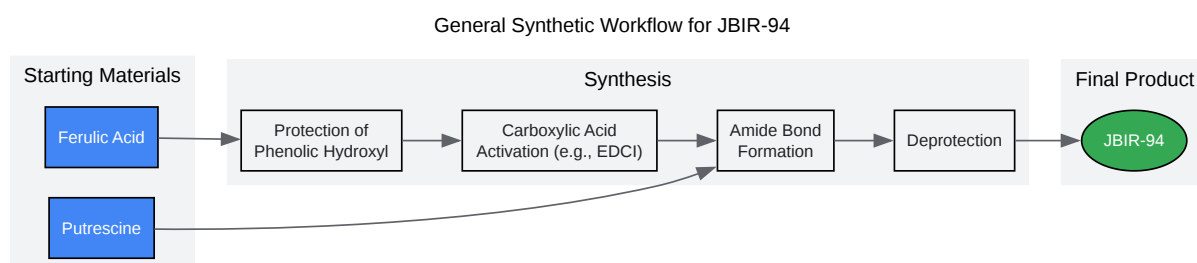 General Synthetic Workflow for JBIR-94
Starting Materials
Synthesis
Final Product
Ferulic Acid
Protection of
Phenolic Hydroxyl
Carboxylic Acid
Activation (e.g., EDCI)
Amide Bond
Formation
Deprotection
JBIR-94
Putrescine